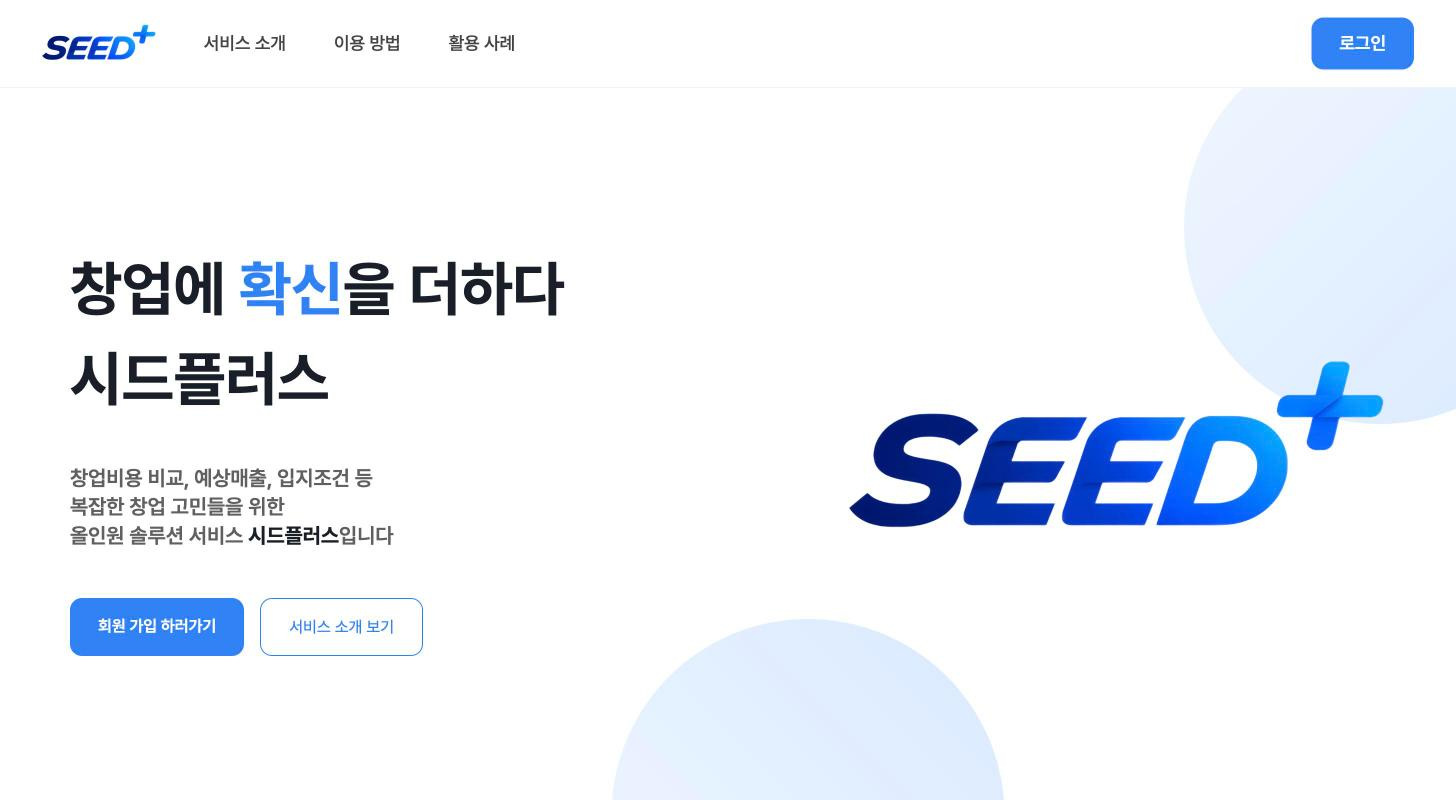 SEED+
서비스 소개
이용 방법
활용 사례
로그인
창업에 확신을 더하다
시드플러스
창업비용 비교, 예상매출, 입지조건 등
복잡한 창업 고민들을 위한
올인원 솔루션 서비스 시드플러스입니다
회원 가입 하러가기
서비스 소개 보기
SEED+